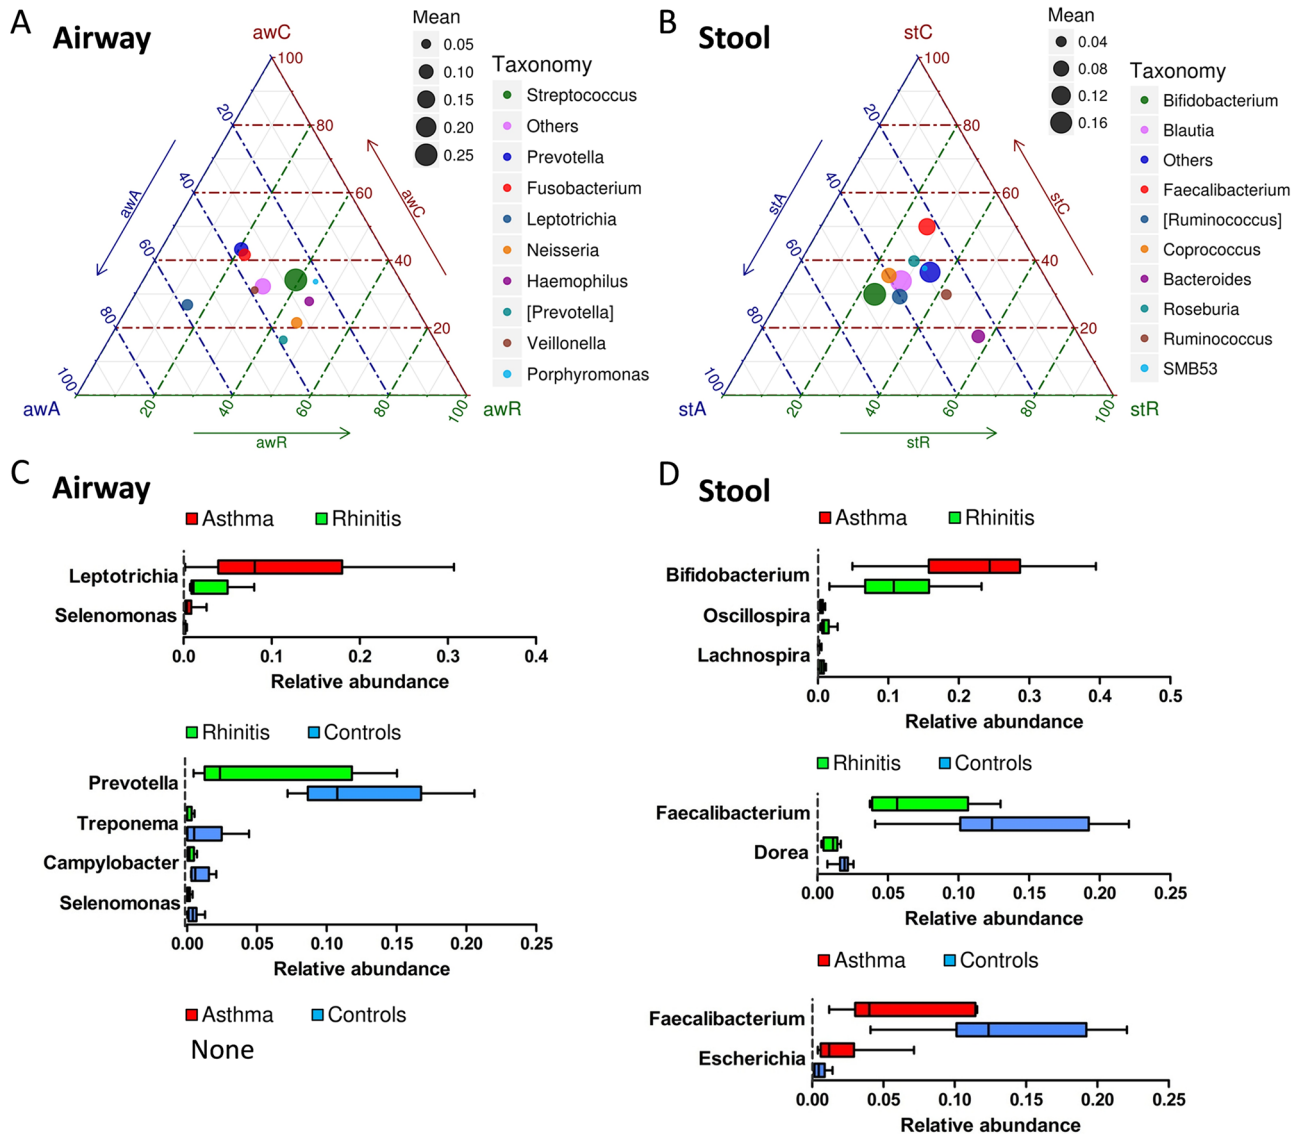 A
Airway
awC
Mean
0.05
0.10
0.15
0.20
0.25
Taxonomy
Streptococcus
Others
Prevotella
Fusobacterium
Leptotrichia
Neisseria
Haemophilus
[Prevotella]
Veillonella
Porphyromonas
100
80
60
40
20
20
40
60
80
100
awA
awC
awA
20
40
60
80
100
awR
awR
B
Stool
stC
Mean
0.04
0.08
0.12
0.16
Taxonomy
Bifidobacterium
Blautia
Others
Faecalibacterium
[Ruminococcus]
Coprococcus
Bacteroides
Roseburia
Ruminococcus
SMB53
100
80
60
40
20
20
40
60
80
100
stA
stC
stA
20
40
60
80
100
stR
stR
C
Airway
Asthma Rhinitis
Leptotrichia
Selenomonas
0.0 0.1 0.2 0.3 0.4
Relative abundance
Rhinitis Controls
Prevotella
Treponema
Campylobacter
Selenomonas
0.00 0.05 0.10 0.15 0.20 0.25
Relative abundance
Asthma Controls
None
D
Stool
Asthma Rhinitis
Bifidobacterium
Oscillospira
Lachnospira
0.0 0.1 0.2 0.3 0.4 0.5
Relative abundance
Rhinitis Controls
Faecalibacterium
Dorea
0.00 0.05 0.10 0.15 0.20 0.25
Relative abundance
Asthma Controls
Faecalibacterium
Escherichia
0.00 0.05 0.10 0.15 0.20 0.25
Relative abundance